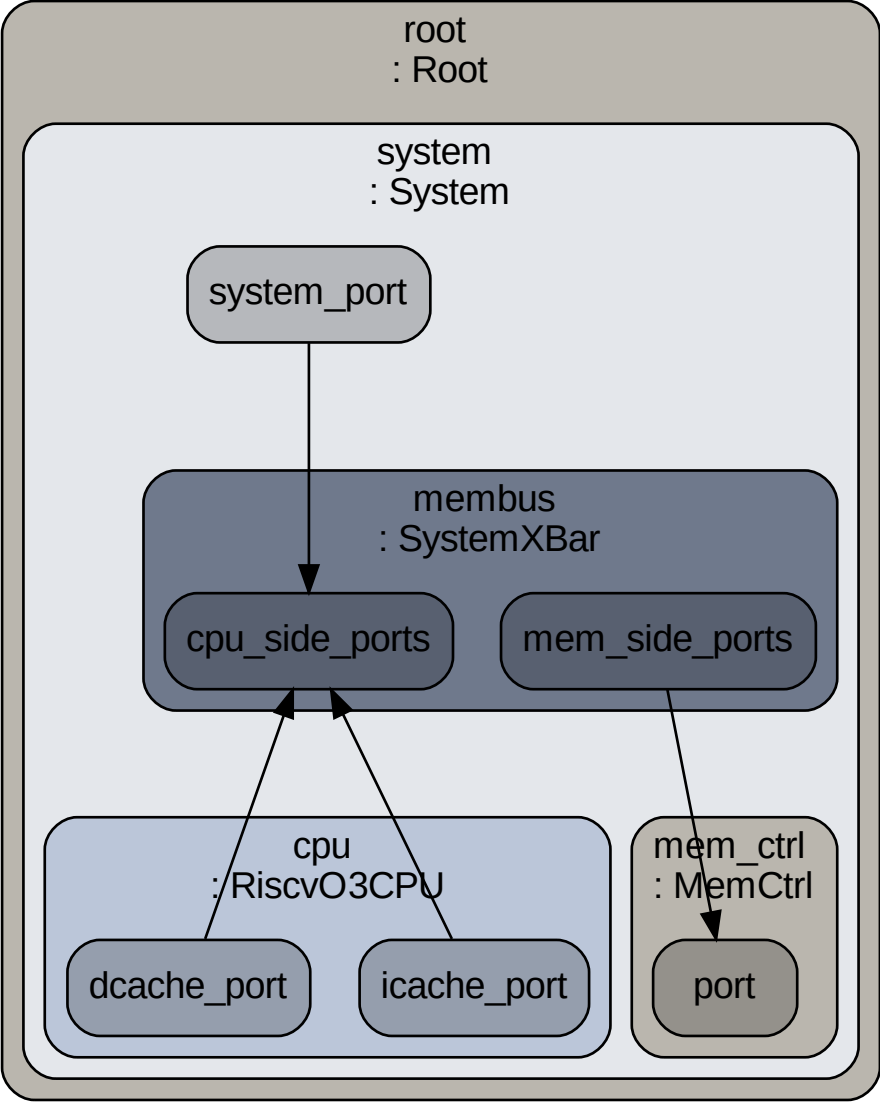 root
: Root
system
: System
system_port
membus
: SystemXBar
cpu_side_ports
mem_side_ports
cpu
: RiscvO3CPU
mem_ctrl
: MemCtrl
dcache_port
icache_port
port